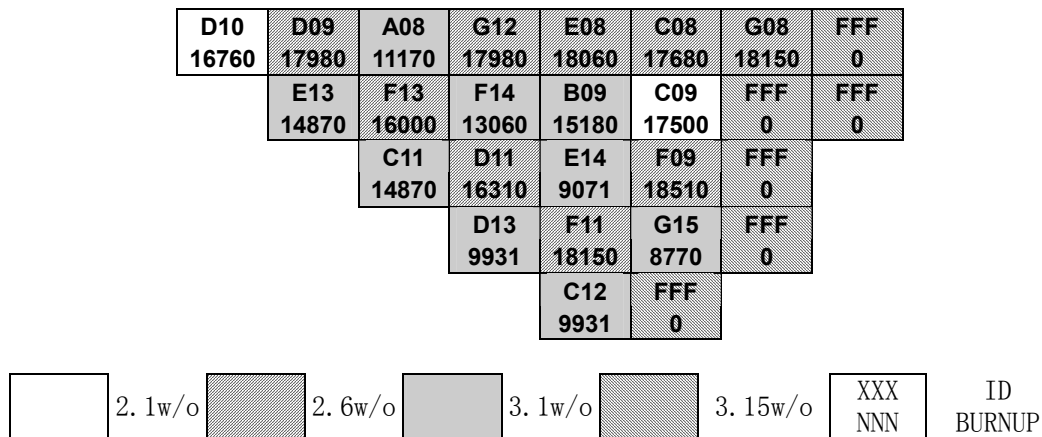 D10 D09 A08 G12 E08 C08 G08 FFF
16760 17980 11170 17980 18060 17680 18150 0
E13 F13 F14 B09 C09 FFF FFF
14870 16000 13060 15180 17500 0 0
C11 D11 E14 F09 FFF
14870 16310 9071 18510 0
D13 F11 G15 FFF
9931 18150 8770 0
C12 FFF
9931 0
2.1w/o 2.6w/o 3.1w/o 3.15w/o XXX ID
NNN BURNUP